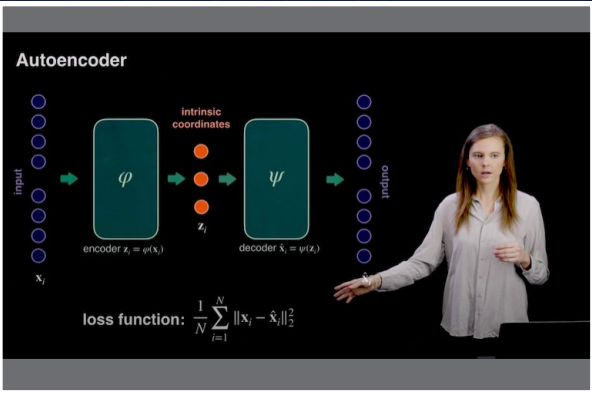 Autoencoder
intrinsic
coordinates
input
φ
ψ
output
z_i
encoder z_i = φ(x_i)
decoder x̂_i = ψ(z_i)
x_i
x̂
loss function: 1/N ∑_{i=1}^{N} ‖x_i − x̂_i‖_2^2